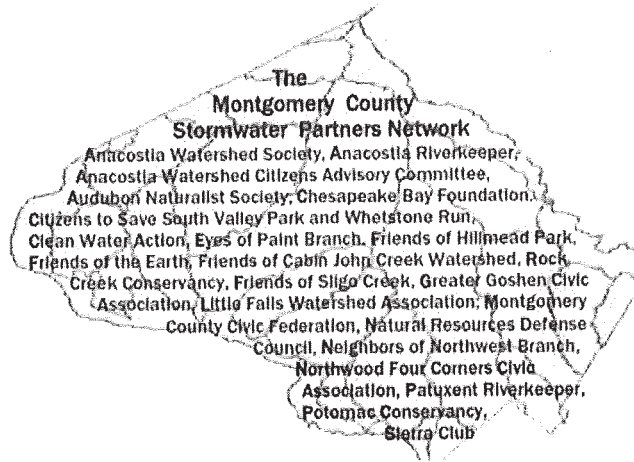 The
Montgomery County
Stormwater Partners Network
Anacostia Watershed Society, Anacostia Riverkeeper,
Anacostia Watershed Citizens Advisory Committee,
Audubon Naturalist Society, Chesapeake Bay Foundation,
Citizens to Save South Valley Park and Whetstone Run,
Clean Water Action, Eyes of Paint Branch, Friends of Hillmead Park,
Friends of the Earth, Friends of Cabin John Creek Watershed, Rock
Creek Conservancy, Friends of Sligo Creek, Greater Goshen Civic
Association, Little Falls Watershed Association, Montgomery
County Civic Federation, Natural Resources Defense
Council, Neighbors of Northwest Branch,
Northwood Four Corners Civic
Association, Patuxent Riverkeeper,
Potomac Conservancy,
Sierra Club